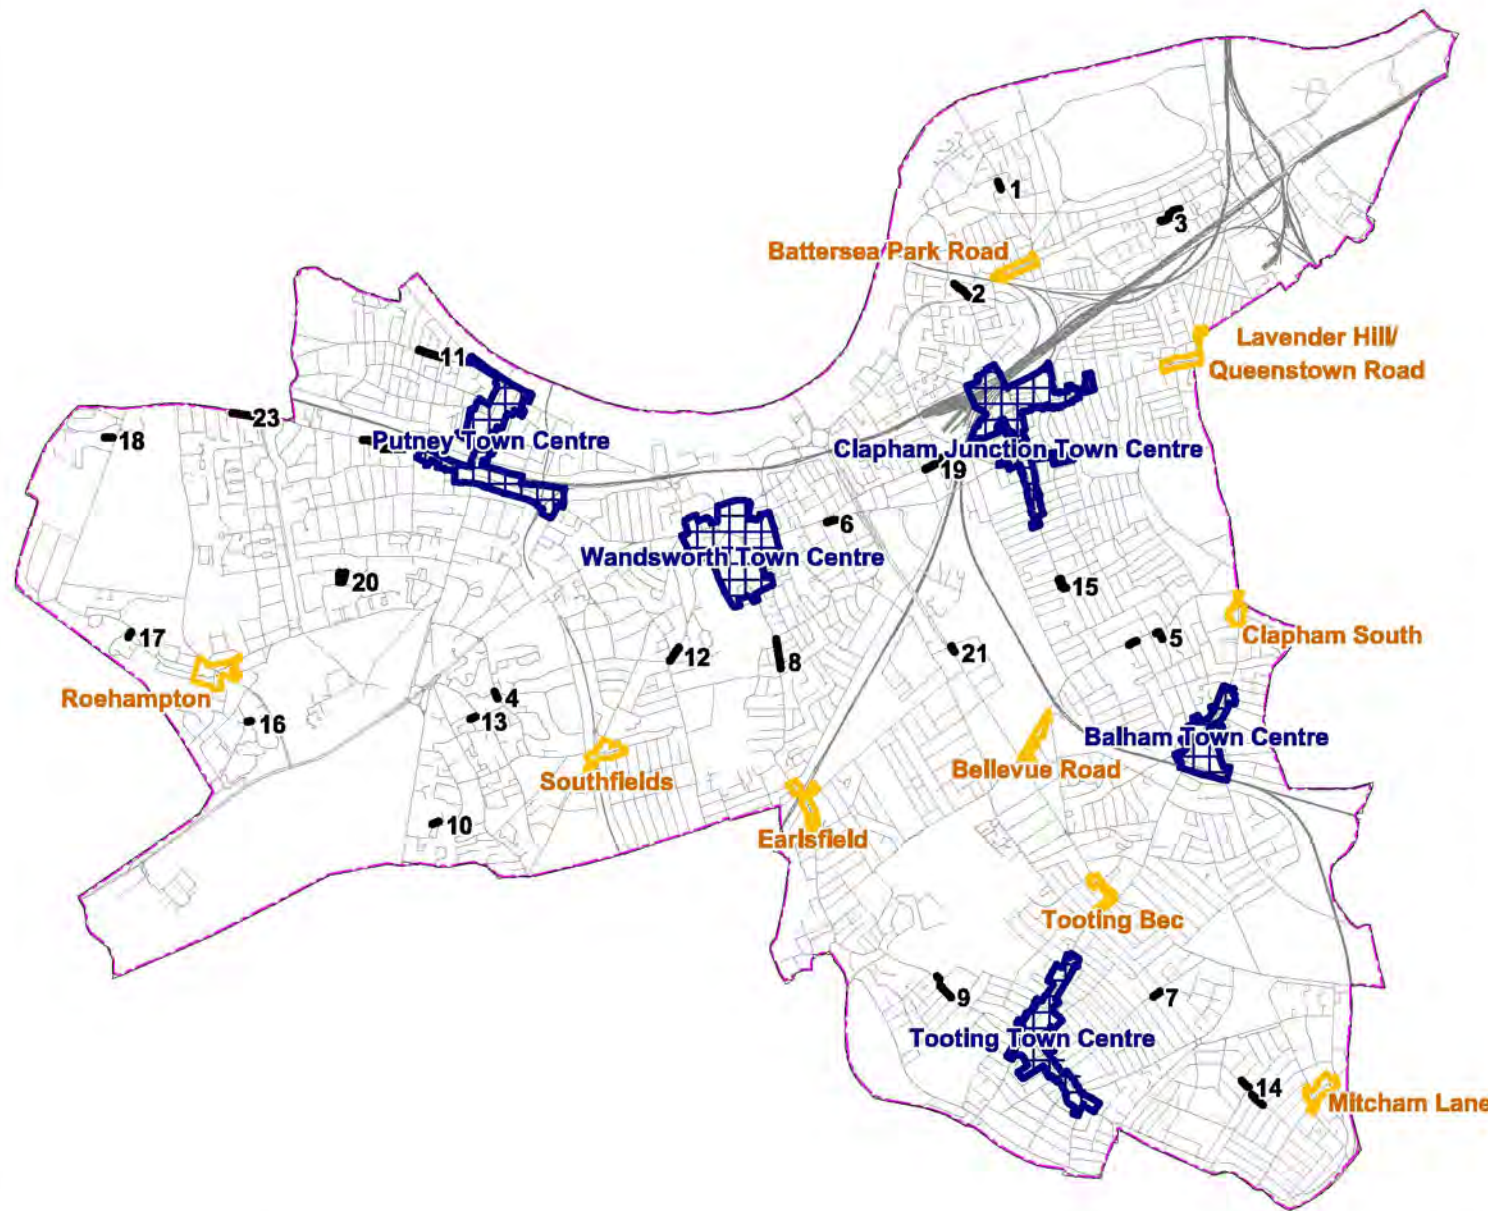 1
3
Battersea Park Road
2
Lavender Hill/
Queenstown Road
11
23
18
Putney Town Centre
Clapham Junction Town Centre
19
6
Wandsworth Town Centre
20
15
17
12
8
21
5
Clapham South
Roehampton
4
16
13
Southfields
Bellevue Road
Balham Town Centre
10
Earlsfield
Tooting Bec
9
7
Tooting Town Centre
14
Mitcham Lane